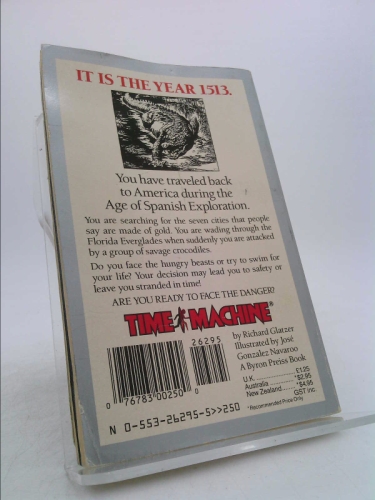 IT IS THE YEAR 1513.
You have traveled back
to America during the
Age of Spanish Exploration.
You are searching for the seven cities that people
say are made of gold. You are wading through the
Florida Everglades when suddenly you are attacked
by a group of savage crocodiles.
Do you face the hungry beasts or try to swim for
your life? Your decision may lead you to safety or
leave you stranded in time!
ARE YOU READY TO FACE THE DANGER?
TIME MACHINE®
by Richard Glatzer
Illustrated by José
Gonzalez Navaroo
A Byron Preiss Book
26295
0 76783 00250 0
U.K. £1.25
Australia *$2.95
New Zealand *$4.95
GST inc.
*Recommended Price Only
N 0-553-26295-5>>250